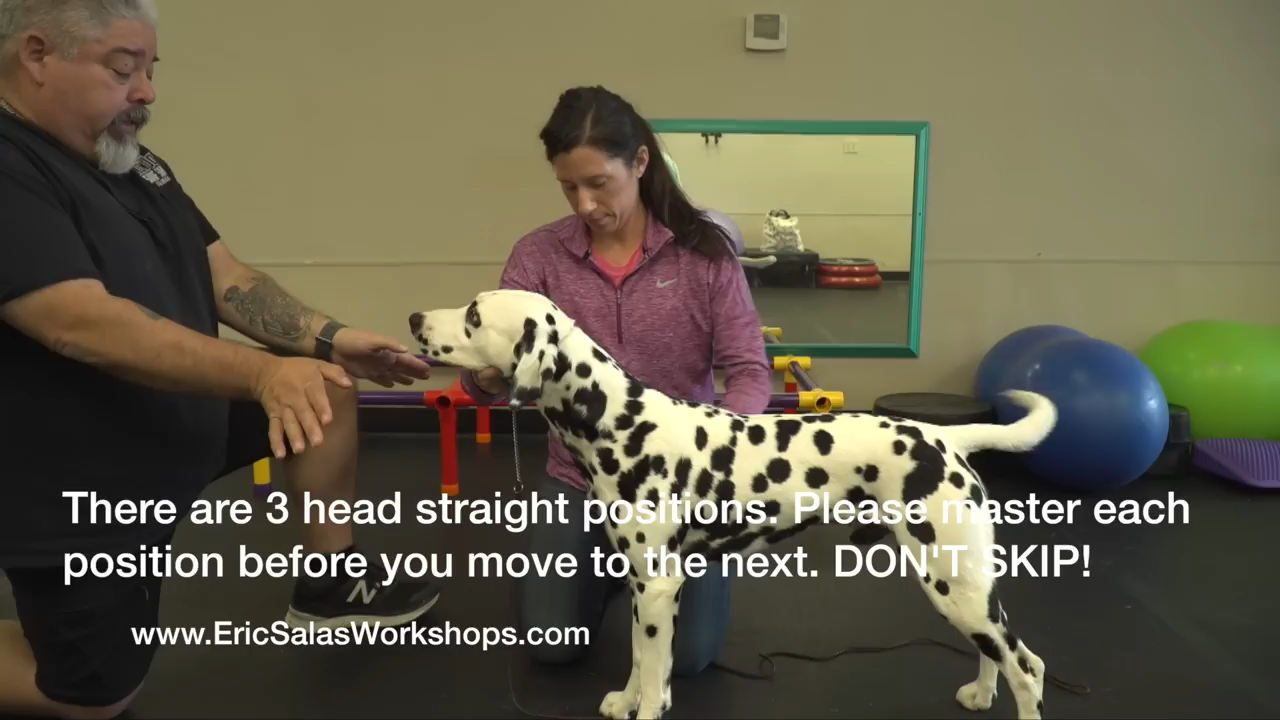 There are 3 head straight positions. Please master each
position before you move to the next. DON'T SKIP!
www.EricSalasWorkshops.com